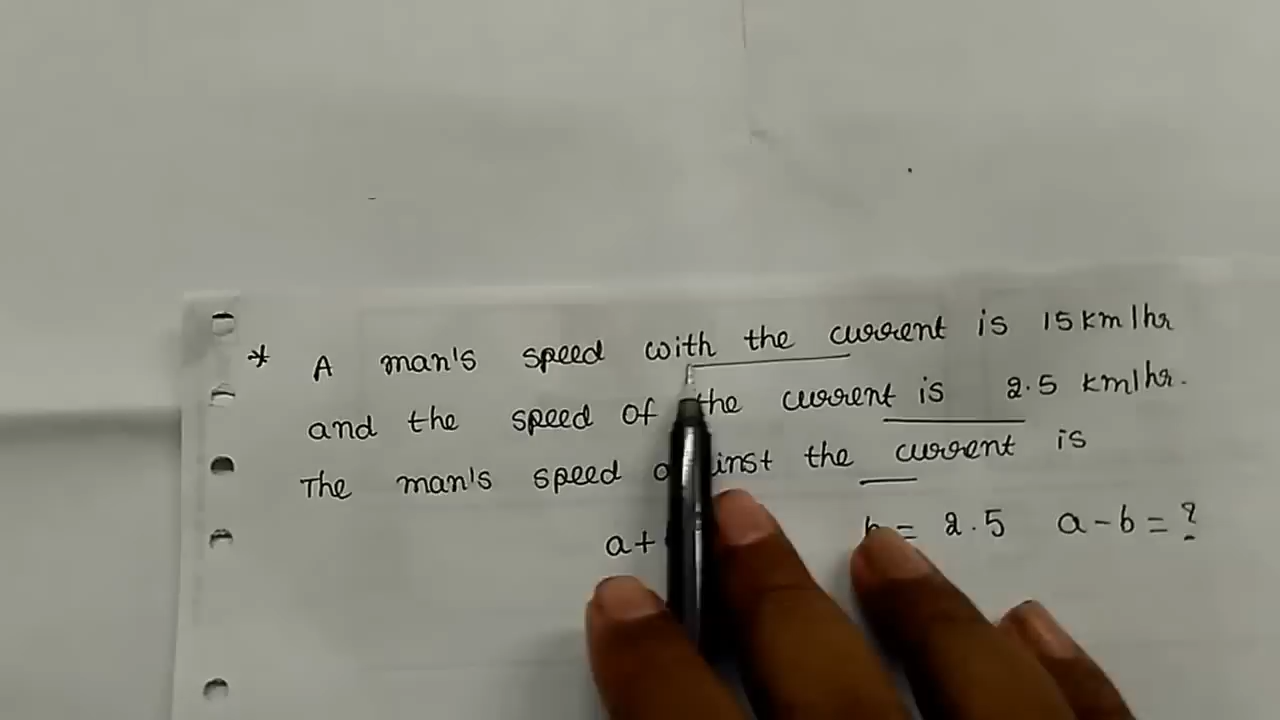 * A man's speed with the current is 15 km/hr
and the speed of the current is 2.5 km/hr.
The man's speed against the current is
a+ b = 2.5 a-b = ?